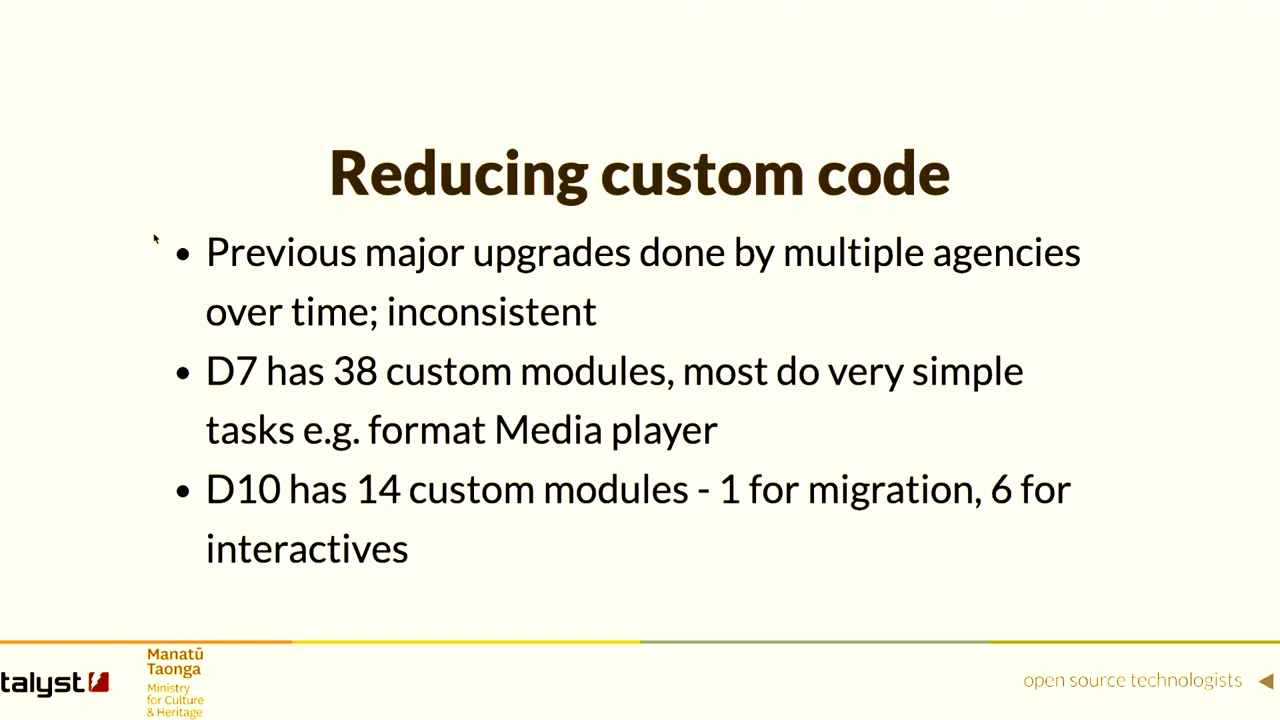 Reducing custom code
• Previous major upgrades done by multiple agencies
over time; inconsistent
• D7 has 38 custom modules, most do very simple
tasks e.g. format Media player
• D10 has 14 custom modules - 1 for migration, 6 for
interactives
talyst
Manatū
Taonga
Ministry
for Culture
& Heritage
open source technologists